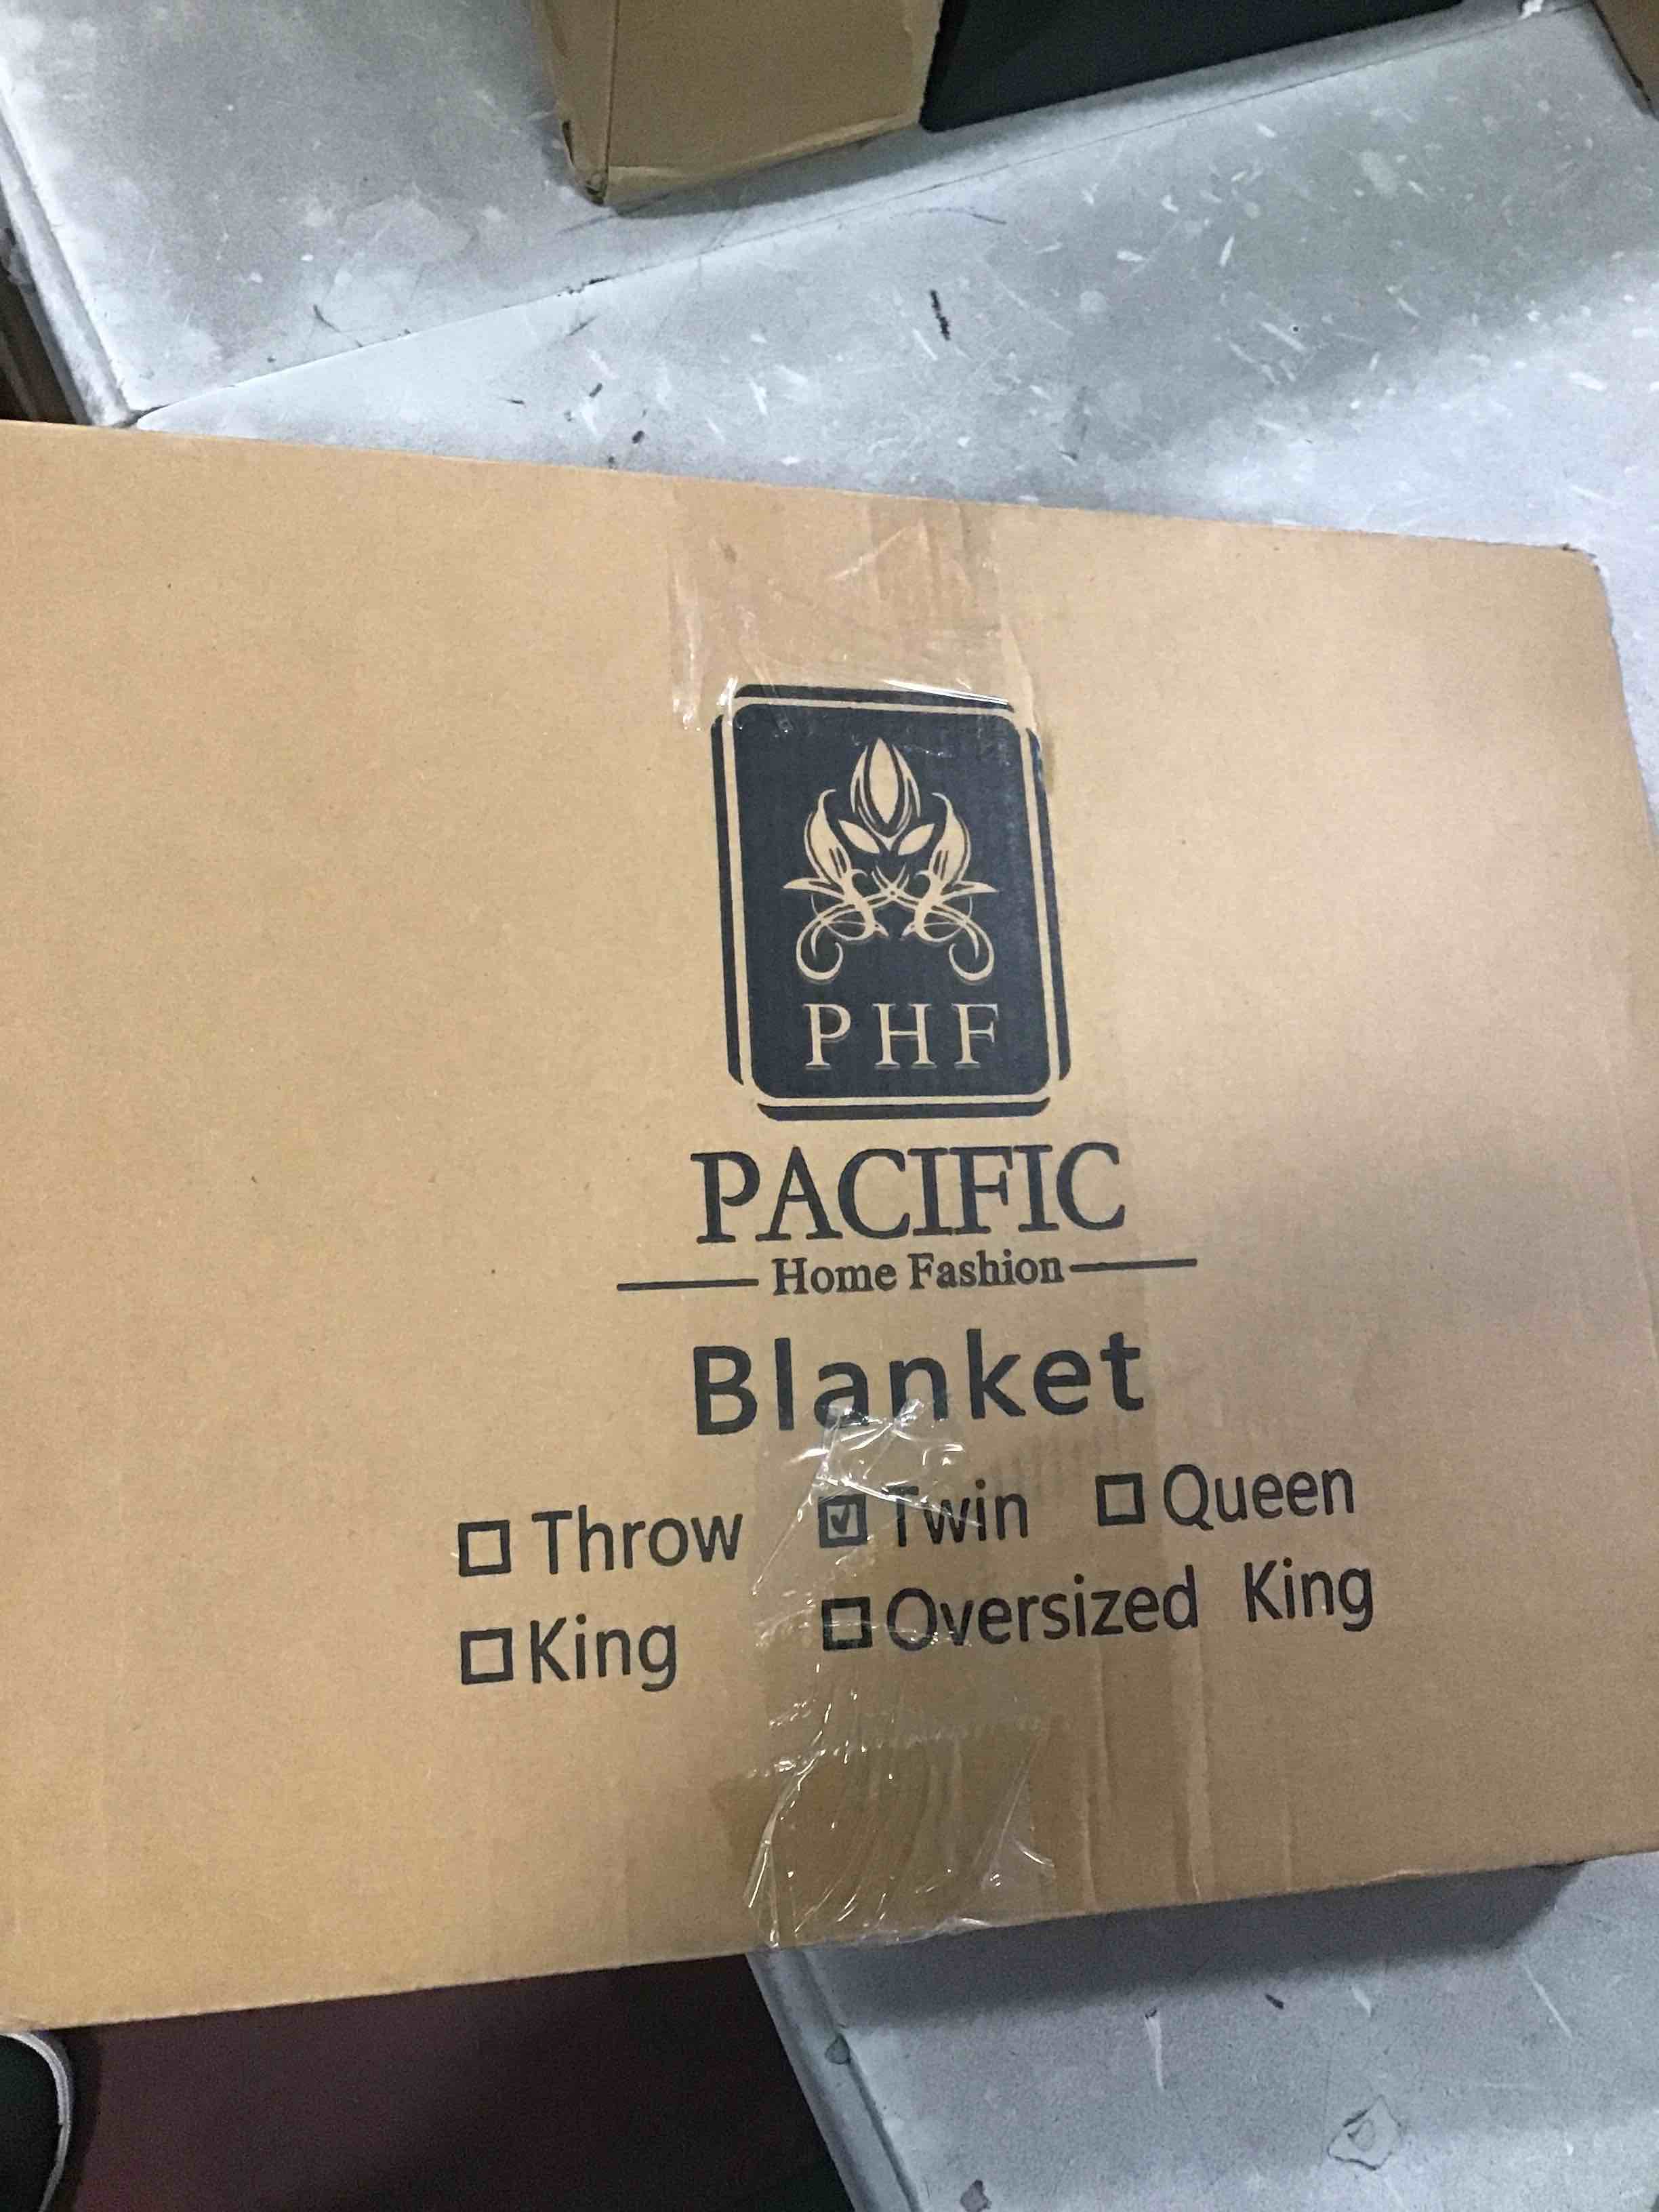 PHF
PACIFIC
Home Fashion
Blanket
☐ Throw ☑ Twin ☐ Queen
☐ King ☐ Oversized King